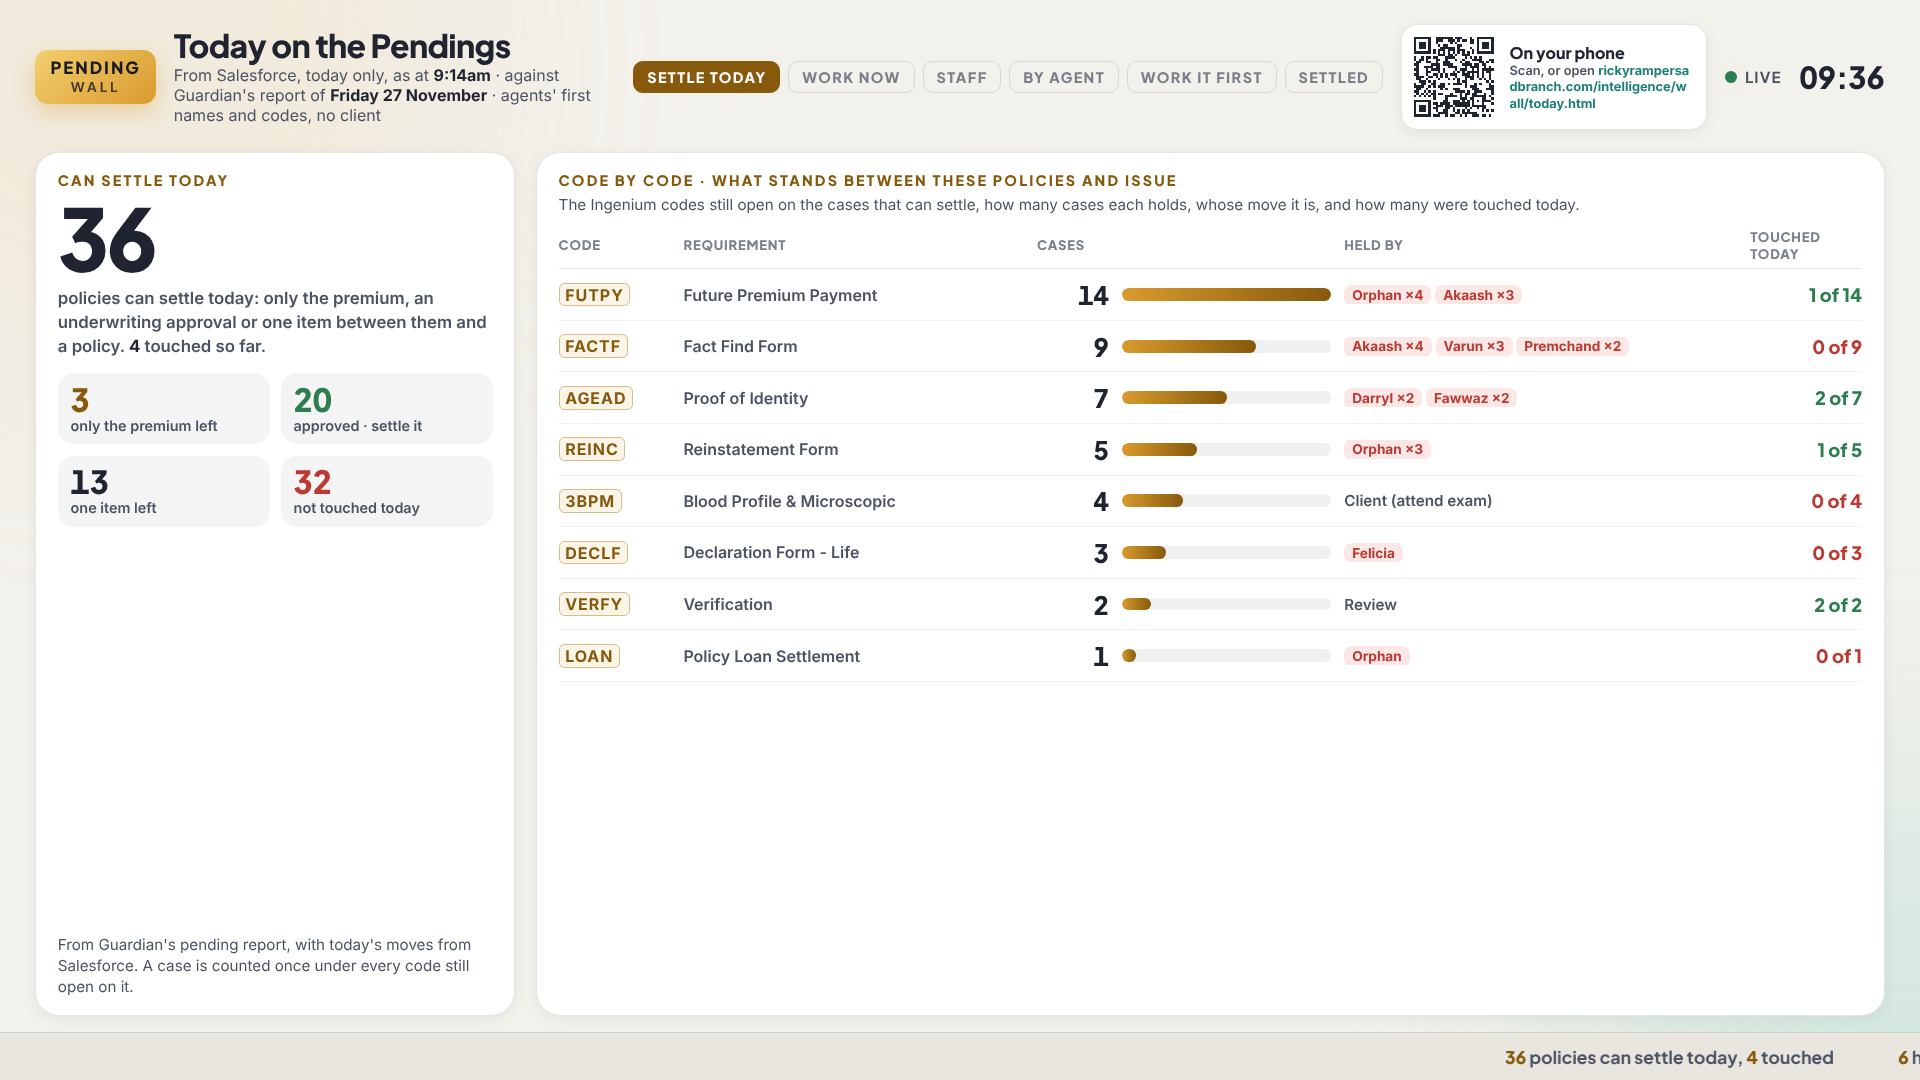 PENDING
WALL
Today on the Pendings
From Salesforce, today only, as at 9:14am · against
Guardian's report of Friday 27 November · agents' first
names and codes, no client
SETTLE TODAY
WORK NOW
STAFF
BY AGENT
WORK IT FIRST
SETTLED
On your phone
Scan, or open rickyrampersa
dbranch.com/intelligence/w
all/today.html
LIVE
09:36
CAN SETTLE TODAY
36
policies can settle today: only the premium, an
underwriting approval or one item between them and
a policy. 4 touched so far.
3
only the premium left
20
approved · settle it
13
one item left
32
not touched today
From Guardian's pending report, with today's moves from
Salesforce. A case is counted once under every code still
open on it.
CODE BY CODE · WHAT STANDS BETWEEN THESE POLICIES AND ISSUE
The Ingenium codes still open on the cases that can settle, how many cases each holds, whose move it is, and how many were touched today.
CODE REQUIREMENT CASES HELD BY TOUCHED TODAY
FUTPY Future Premium Payment 14 Orphan ×4 Akaash ×3 1 of 14
FACTF Fact Find Form 9 Akaash ×4 Varun ×3 Premchand ×2 0 of 9
AGEAD Proof of Identity 7 Darryl ×2 Fawwaz ×2 2 of 7
REINC Reinstatement Form 5 Orphan ×3 1 of 5
3BPM Blood Profile & Microscopic 4 Client (attend exam) 0 of 4
DECLF Declaration Form - Life 3 Felicia 0 of 3
VERFY Verification 2 Review 2 of 2
LOAN Policy Loan Settlement 1 Orphan 0 of 1
36 policies can settle today, 4 touched 6